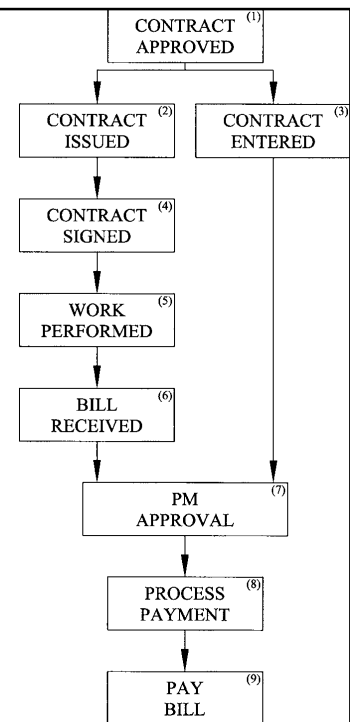 CONTRACT (1)
APPROVED
CONTRACT (2)
ISSUED
CONTRACT (3)
ENTERED
CONTRACT (4)
SIGNED
WORK (5)
PERFORMED
BILL (6)
RECEIVED
PM (7)
APPROVAL
PROCESS (8)
PAYMENT
PAY (9)
BILL